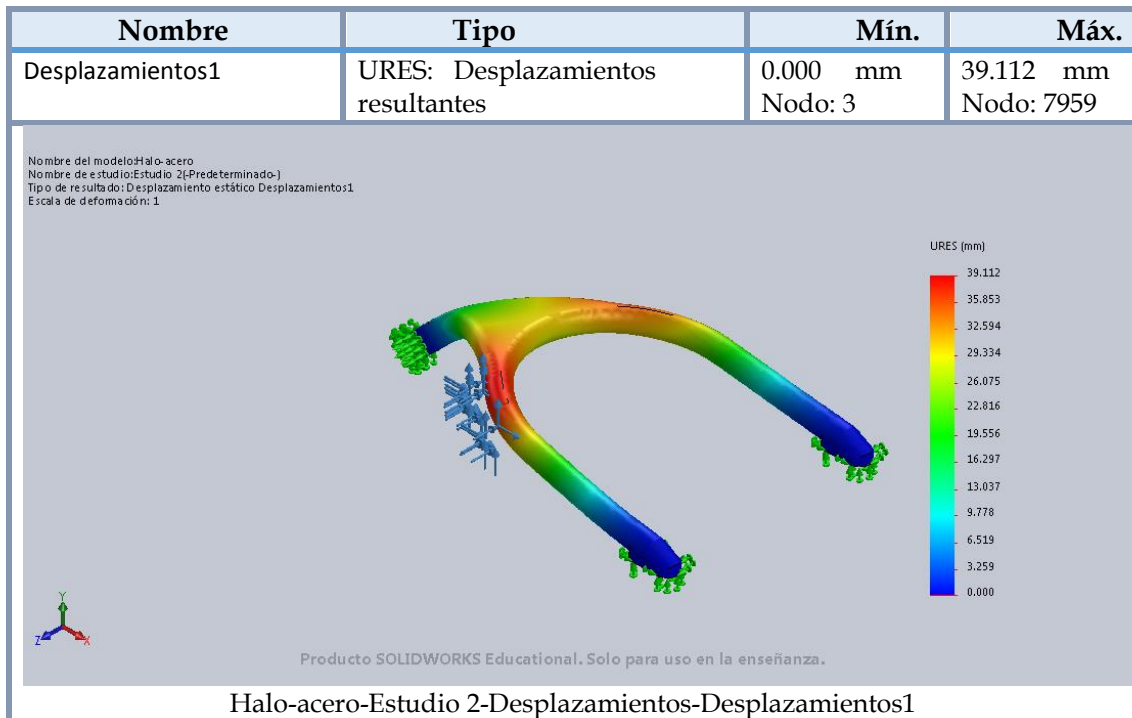 Nombre Tipo Mín. Máx.
Desplazamientos1 URES: Desplazamientos resultantes 0.000 mm Nodo: 3 39.112 mm Nodo: 7959
Nombre del modelo:Halo-acero
Nombre de estudio:Estudio 2(-Predeterminado-)
Tipo de resultado: Desplazamiento estático Desplazamientos1
Escala de deformación: 1
URES (mm)
39.112
35.853
32.594
29.334
26.075
22.816
19.556
16.297
13.037
9.778
6.519
3.259
0.000
Y
Z X
Producto SOLIDWORKS Educational. Solo para uso en la enseñanza.
Halo-acero-Estudio 2-Desplazamientos-Desplazamientos1